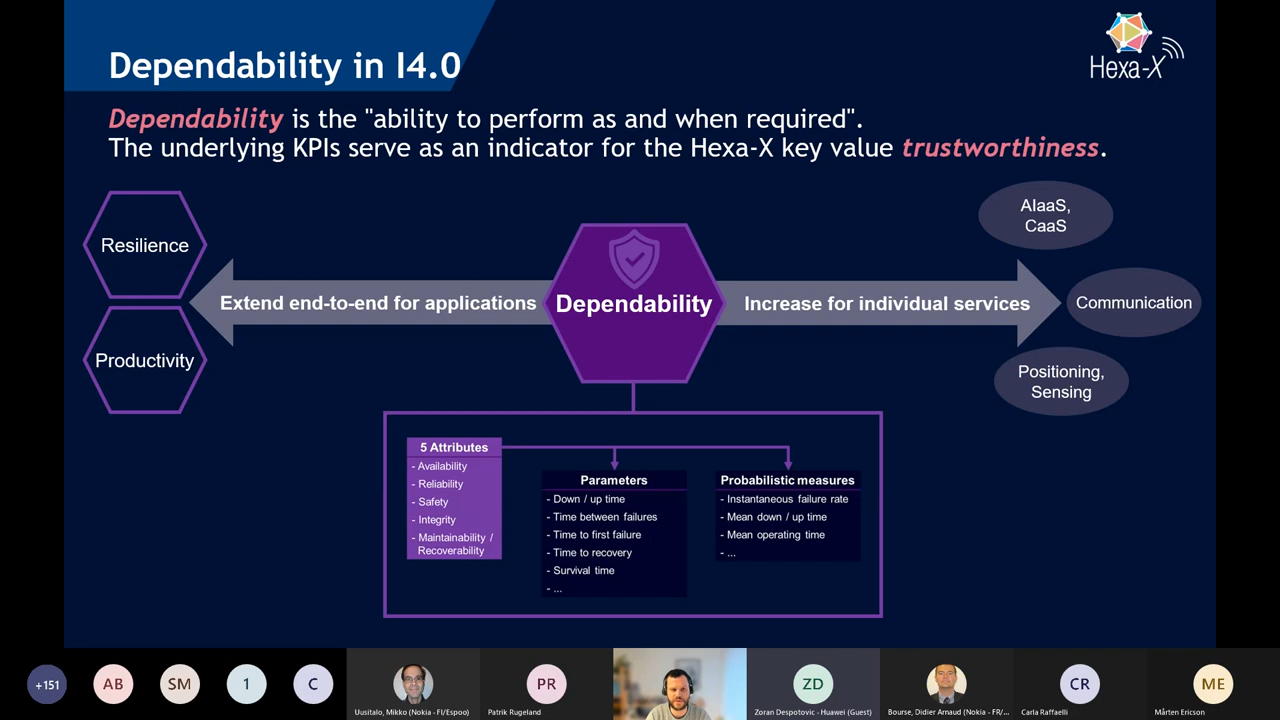 Dependability in I4.0
Hexa-X
Dependability is the "ability to perform as and when required".
The underlying KPIs serve as an indicator for the Hexa-X key value trustworthiness.
Resilience
Productivity
Extend end-to-end for applications
Dependability
Increase for individual services
AIaaS,
CaaS
Communication
Positioning,
Sensing
5 Attributes
- Availability
- Reliability
- Safety
- Integrity
- Maintainability /
Recoverability
Parameters
- Down / up time
- Time between failures
- Time to first failure
- Time to recovery
- Survival time
- ...
Probabilistic measures
- Instantaneous failure rate
- Mean down / up time
- Mean operating time
- ...
+151
AB
SM
1
C
Uusitalo, Mikko (Nokia - FI/Espoo)
PR
Patrik Rugeland
ZD
Zoran Despotovic - Huawei (Guest)
Bourse, Didier Arnaud (Nokia - FR/...
CR
Carla Raffaelli
ME
Mårten Ericson